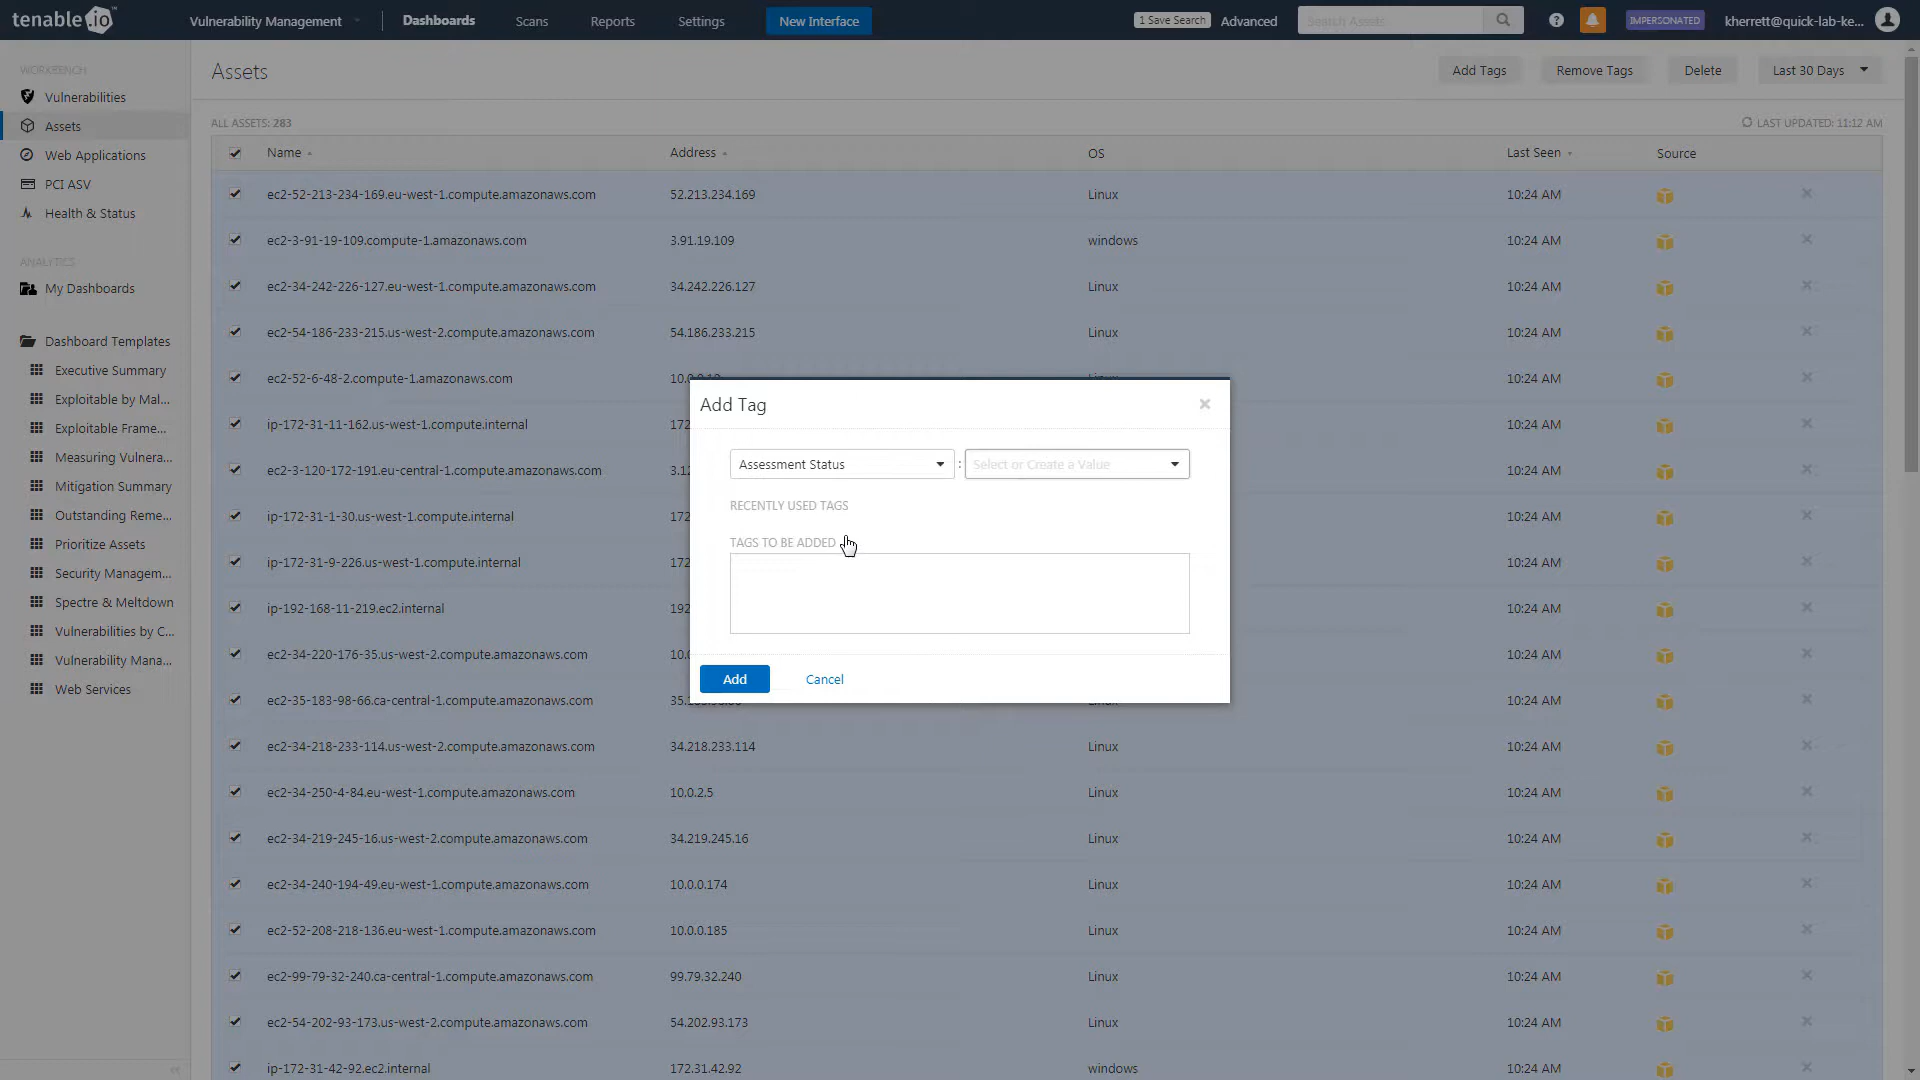 tenable.io™ Vulnerability Management Dashboards Scans Reports Settings New Interface 1 Save Search Advanced Search Assets IMPERSONATED kherrett@quick-lab-ke...
WORKBENCH
Vulnerabilities
Assets
Web Applications
PCI ASV
Health & Status
ANALYTICS
My Dashboards
Dashboard Templates
Executive Summary
Exploitable by Mal...
Exploitable Frame...
Measuring Vulnera...
Mitigation Summary
Outstanding Reme...
Prioritize Assets
Security Managem...
Spectre & Meltdown
Vulnerabilities by C...
Vulnerability Mana...
Web Services
Assets Add Tags Remove Tags Delete Last 30 Days
ALL ASSETS: 283 LAST UPDATED: 11:12 AM
Name Address OS Last Seen Source
ec2-52-213-234-169.eu-west-1.compute.amazonaws.com 52.213.234.169 Linux 10:24 AM
ec2-3-91-19-109.compute-1.amazonaws.com 3.91.19.109 windows 10:24 AM
ec2-34-242-226-127.eu-west-1.compute.amazonaws.com 34.242.226.127 Linux 10:24 AM
ec2-54-186-233-215.us-west-2.compute.amazonaws.com 54.186.233.215 Linux 10:24 AM
ec2-52-6-48-2.compute-1.amazonaws.com 10:24 AM
ip-172-31-11-162.us-west-1.compute.internal 172 10:24 AM
ec2-3-120-172-191.eu-central-1.compute.amazonaws.com 3.12 10:24 AM
ip-172-31-1-30.us-west-1.compute.internal 172 10:24 AM
ip-172-31-9-226.us-west-1.compute.internal 172 10:24 AM
ip-192-168-11-219.ec2.internal 192 10:24 AM
ec2-34-220-176-35.us-west-2.compute.amazonaws.com 10.0 10:24 AM
ec2-35-183-98-66.ca-central-1.compute.amazonaws.com Linux 10:24 AM
ec2-34-218-233-114.us-west-2.compute.amazonaws.com 34.218.233.114 Linux 10:24 AM
ec2-34-250-4-84.eu-west-1.compute.amazonaws.com 10.0.2.5 Linux 10:24 AM
ec2-34-219-245-16.us-west-2.compute.amazonaws.com 34.219.245.16 Linux 10:24 AM
ec2-34-240-194-49.eu-west-1.compute.amazonaws.com 10.0.0.174 Linux 10:24 AM
ec2-52-208-218-136.eu-west-1.compute.amazonaws.com 10.0.0.185 Linux 10:24 AM
ec2-99-79-32-240.ca-central-1.compute.amazonaws.com 99.79.32.240 Linux 10:24 AM
ec2-54-202-93-173.us-west-2.compute.amazonaws.com 54.202.93.173 Linux 10:24 AM
ip-172-31-42-92.ec2.internal 172.31.42.92 windows 10:24 AM
Add Tag
Assessment Status : Select or Create a Value
RECENTLY USED TAGS
TAGS TO BE ADDED
Add Cancel